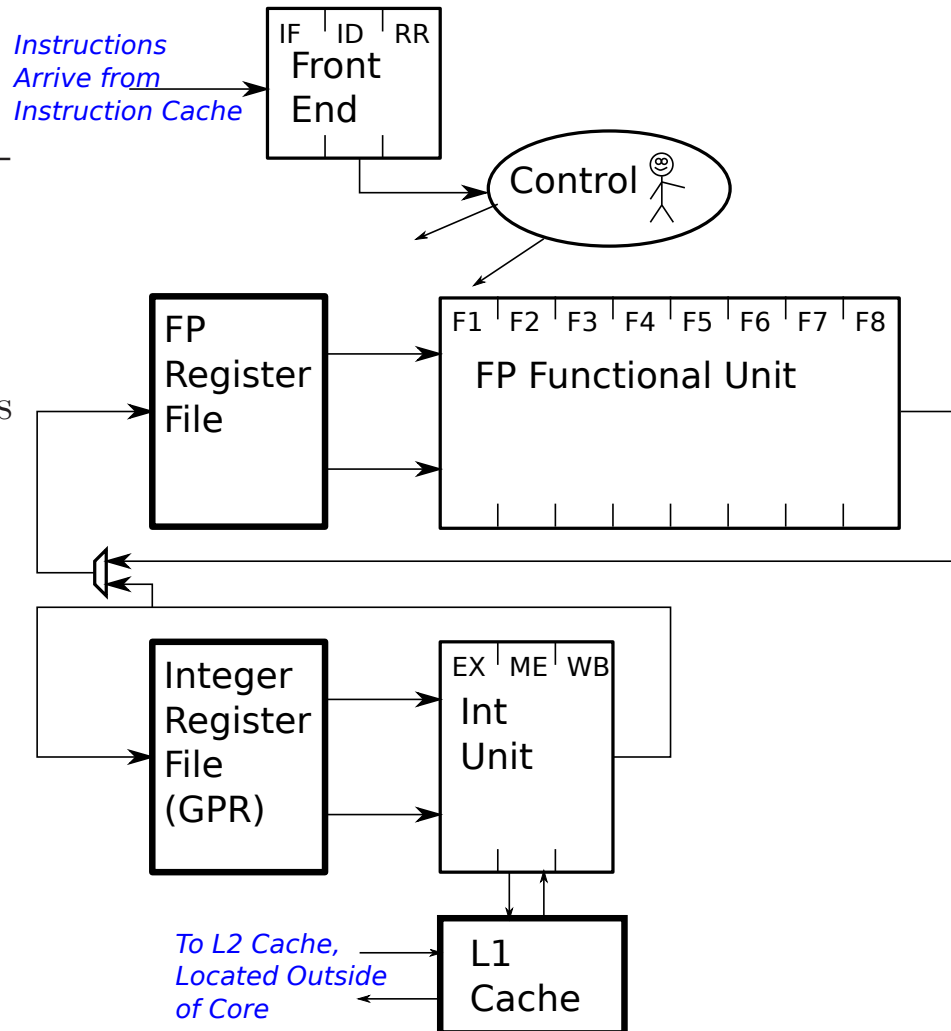 IF ID RR
Front
End
Instructions
Arrive from
Instruction Cache
Control
FP
Register
File
F1 F2 F3 F4 F5 F6 F7 F8
FP Functional Unit
s
Integer
Register
File
(GPR)
EX ME WB
Int
Unit
To L2 Cache,
Located Outside
of Core
L1
Cache